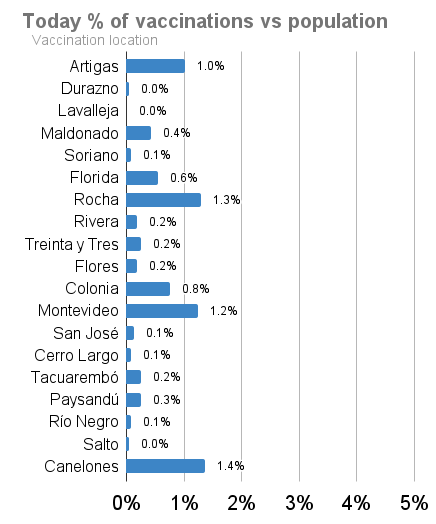 Today % of vaccinations vs population
Vaccination location
Artigas 1.0%
Durazno 0.0%
Lavalleja 0.0%
Maldonado 0.4%
Soriano 0.1%
Florida 0.6%
Rocha 1.3%
Rivera 0.2%
Treinta y Tres 0.2%
Flores 0.2%
Colonia 0.8%
Montevideo 1.2%
San José 0.1%
Cerro Largo 0.1%
Tacuarembó 0.2%
Paysandú 0.3%
Río Negro 0.1%
Salto 0.0%
Canelones 1.4%
0% 1% 2% 3% 4% 5%